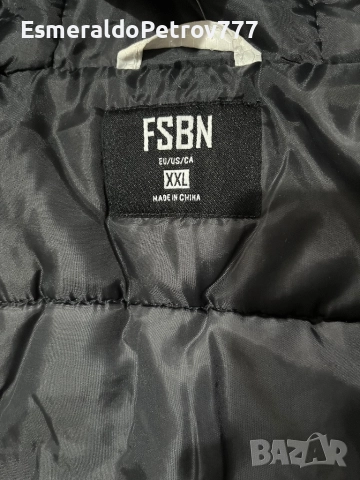 EsmeraldoPetrov777
FSBN
EU/US/CA
XXL
MADE IN CHINA
BAZAR